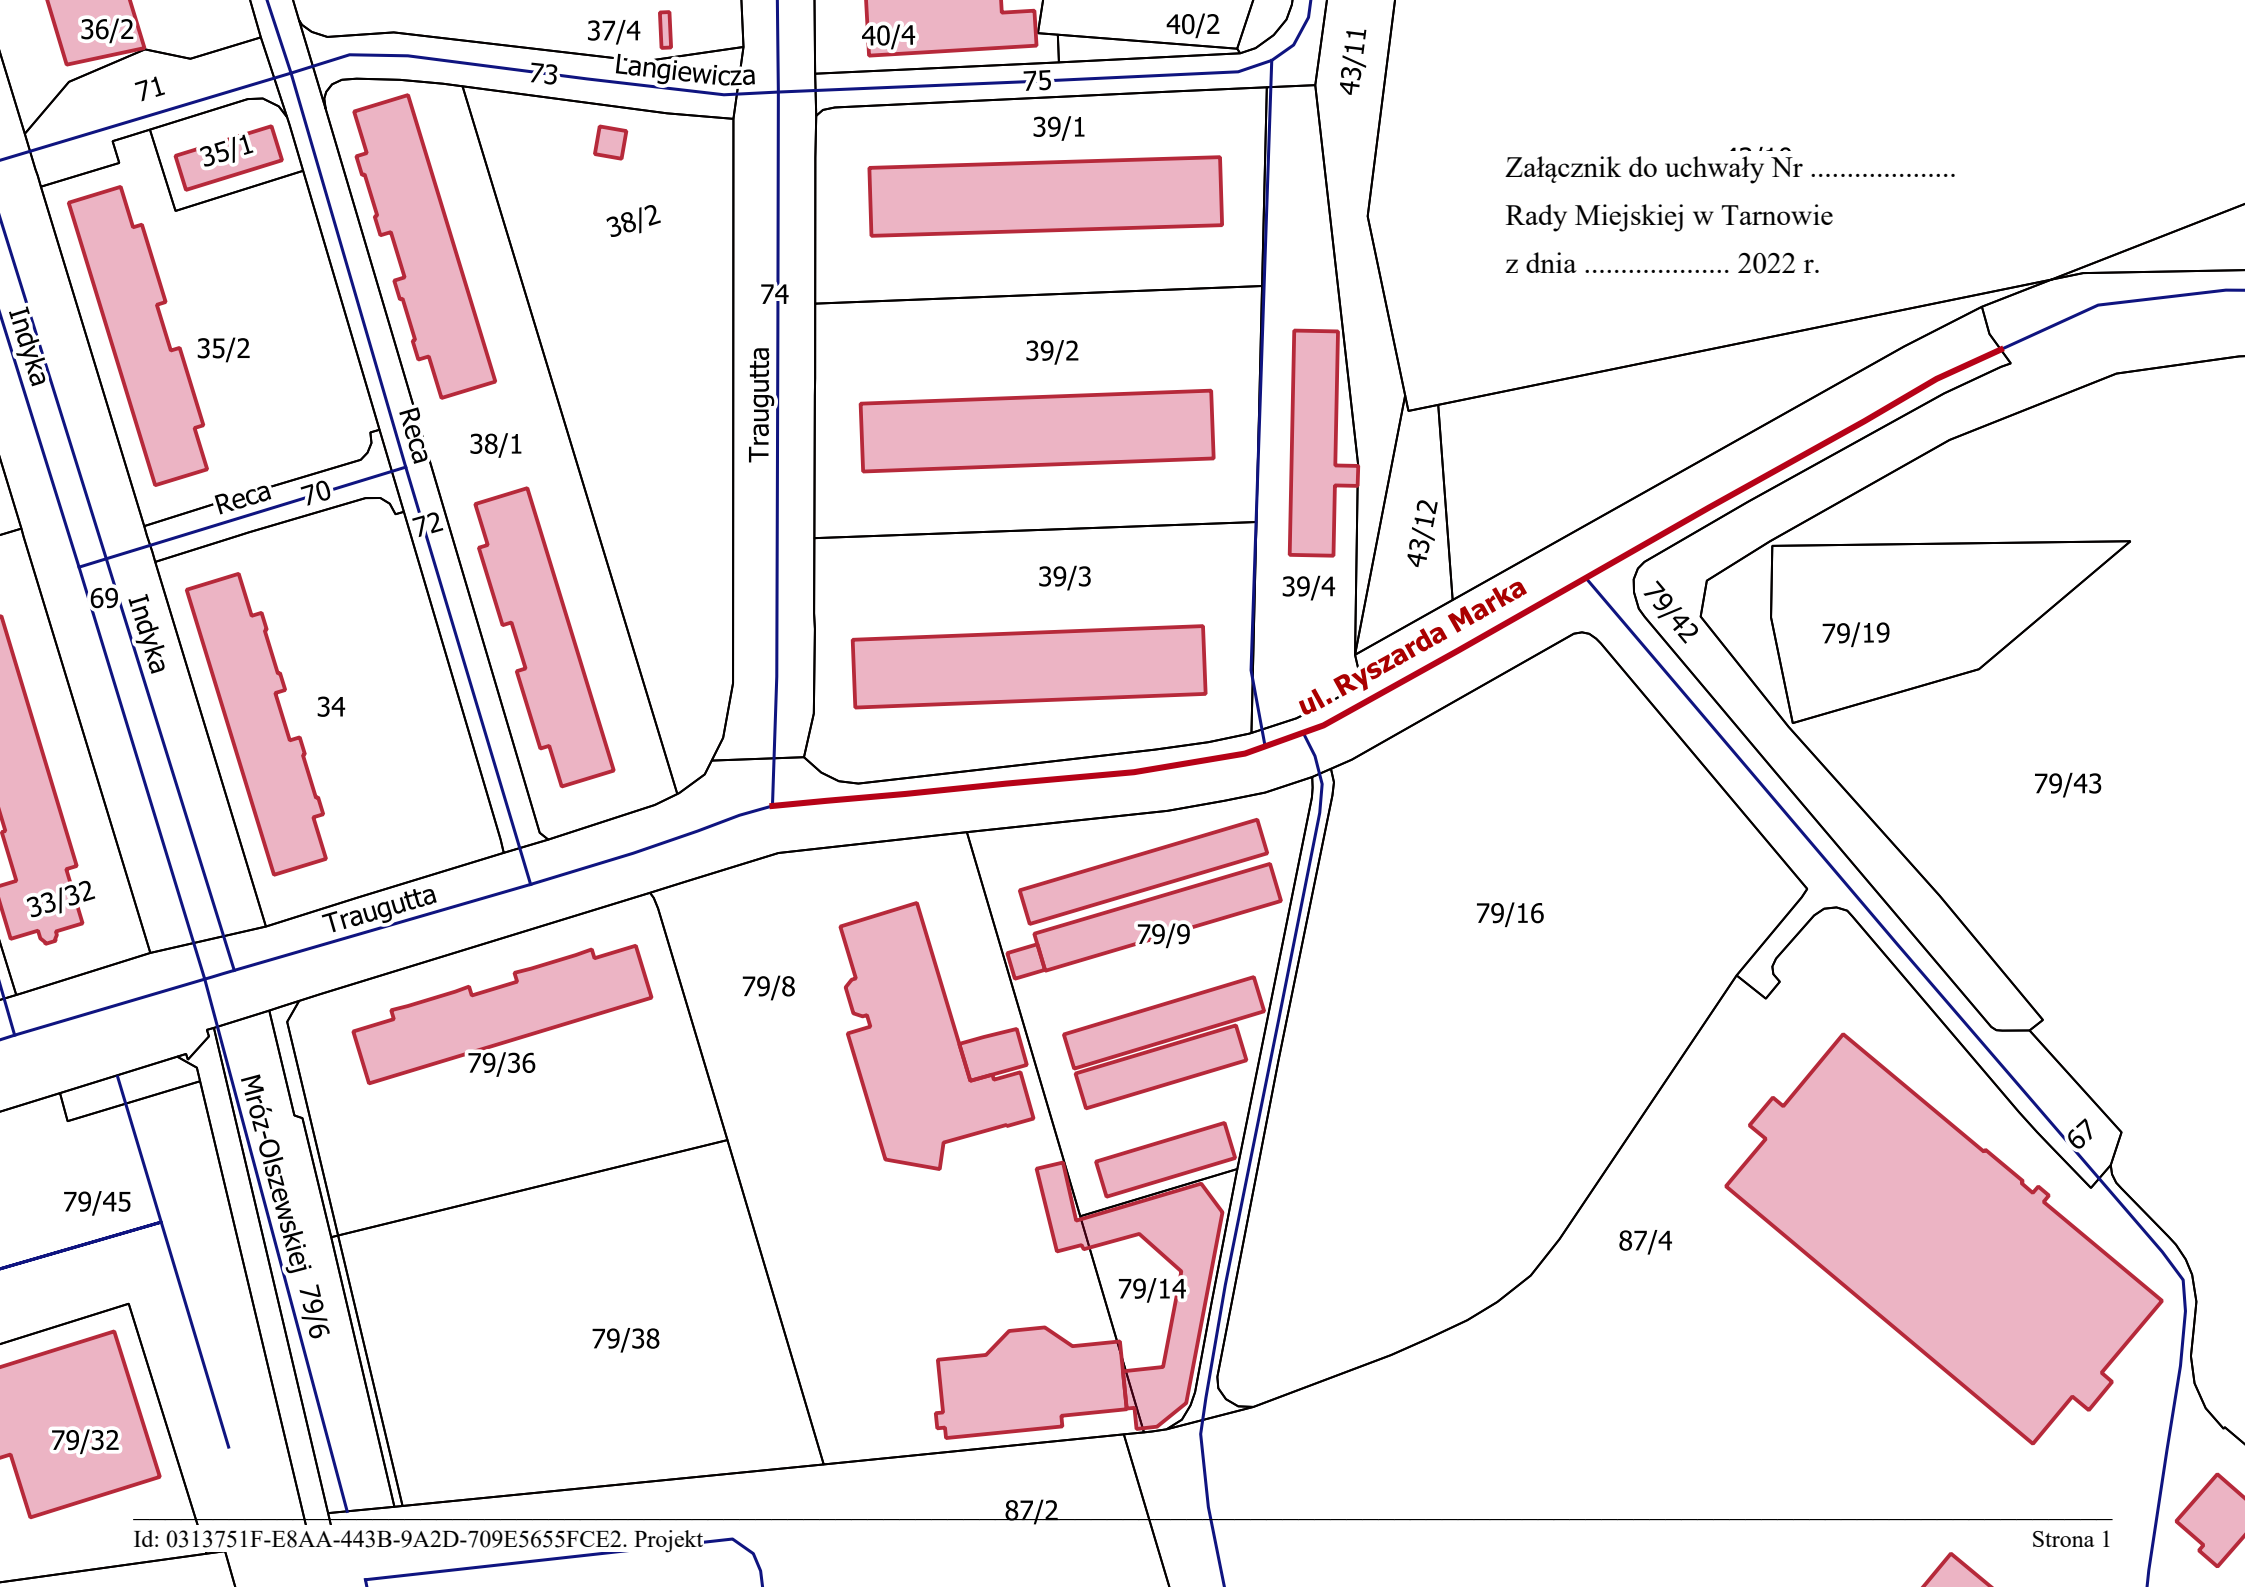 36/2
37/4
40/4
40/2
43/11
71
73
Langiewicza
75
35/1
39/1
Załącznik do uchwały Nr ....................
Rady Miejskiej w Tarnowie
z dnia .................... 2022 r.
38/2
74
Indyka
35/2
Traugutta
39/2
Reca
38/1
Reca
70
72
43/12
39/3
39/4
69
Indyka
ul. Ryszarda Marka
79/42
79/19
34
79/43
33/32
Traugutta
79/9
79/16
79/8
79/36
Mróz-Olszewskiej
79/6
67
79/45
87/4
79/14
79/38
79/32
87/2
Id: 0313751F-E8AA-443B-9A2D-709E5655FCE2. Projekt
Strona 1